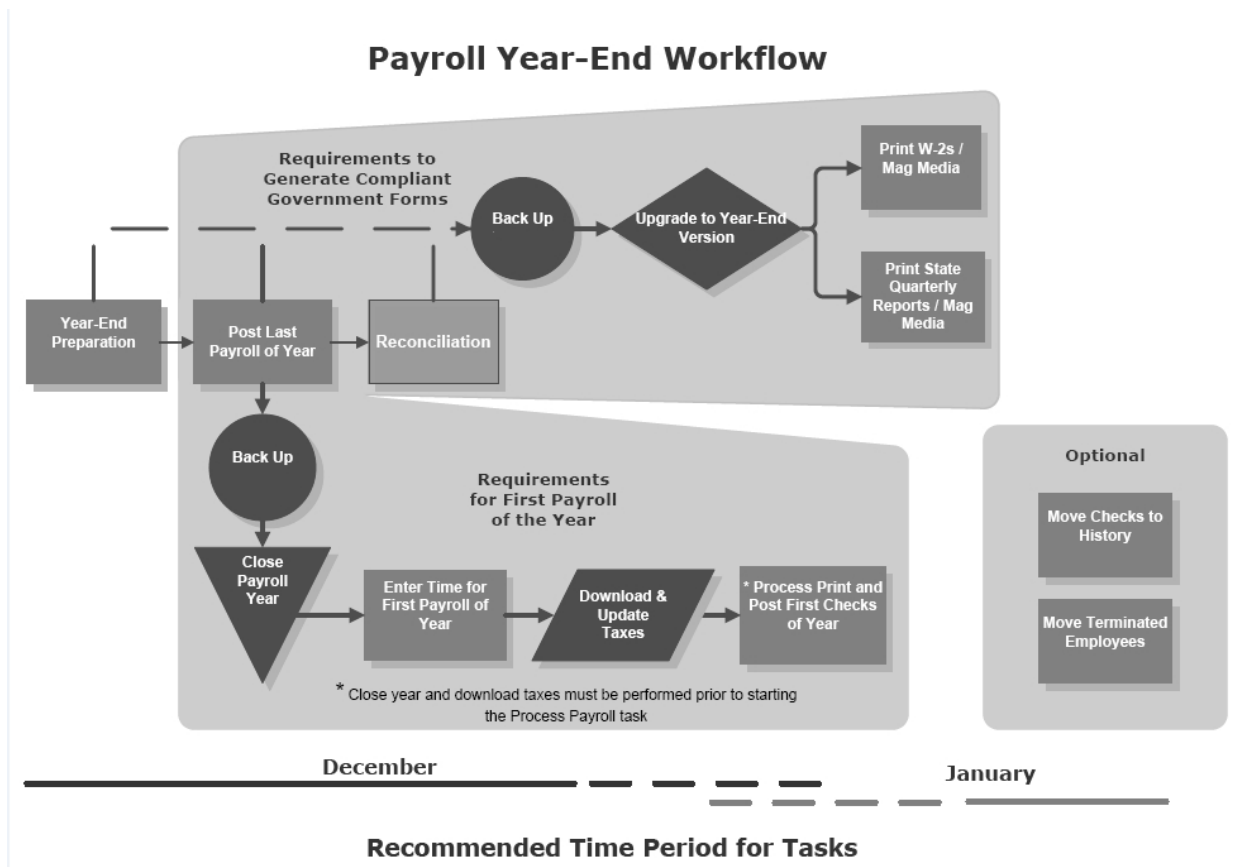 Payroll Year-End Workflow
Requirements to
Generate Compliant
Government Forms
Back Up
Upgrade to Year-End
Version
Print W-2s /
Mag Media
Print State
Quarterly
Reports / Mag
Media
Year-End
Preparation
Post Last
Payroll of Year
Reconciliation
Back Up
Requirements
for First Payroll
of the Year
Close
Payroll
Year
Enter Time for
First Payroll of
Year
Download &
Update
Taxes
* Process Print and
Post First Checks
of Year
* Close year and download taxes must be performed prior to starting
the Process Payroll task
Optional
Move Checks to
History
Move Terminated
Employees
December
January
Recommended Time Period for Tasks